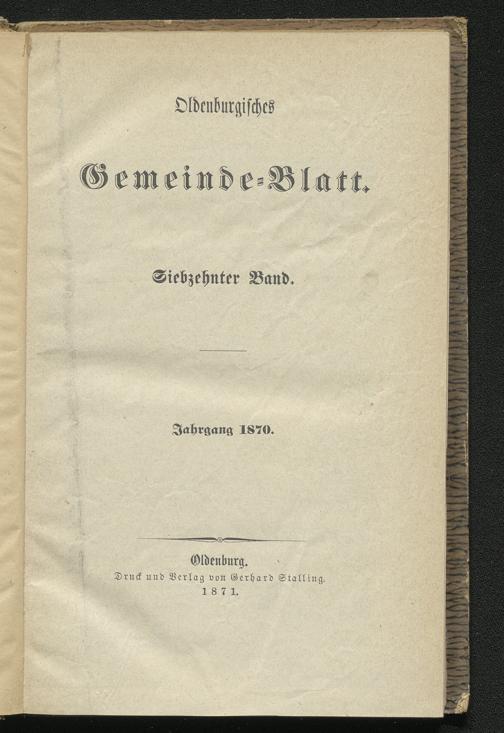 Oldenburgisches
Gemeinde-Blatt.
Siebzehnter Band.
Jahrgang 1870.
Oldenburg.
Druck und Verlag von Gerhard Stalling.
1871.